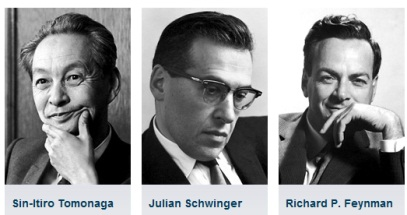 Sin-Itiro Tomonaga
Julian Schwinger
Richard P. Feynman